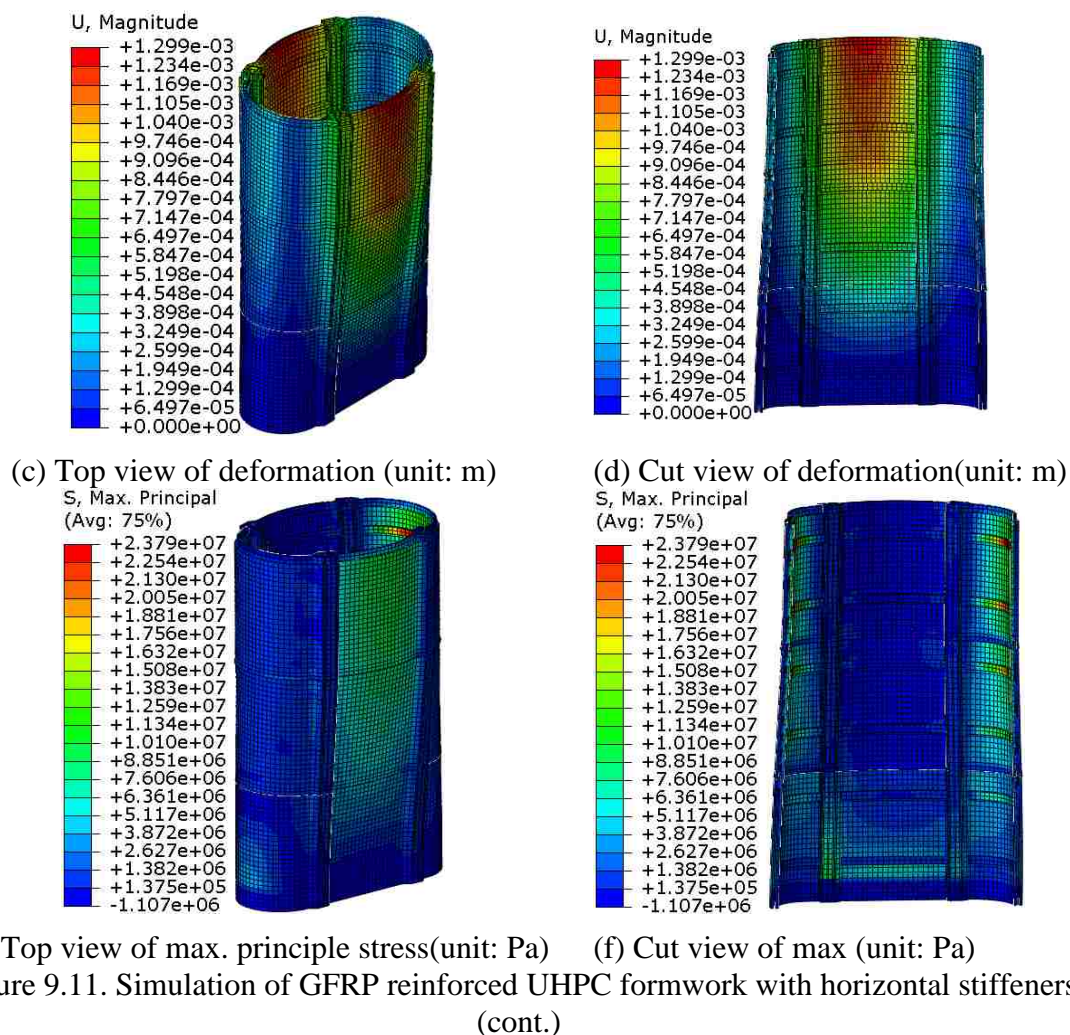 U, Magnitude
+1.299e-03
+1.234e-03
+1.169e-03
+1.105e-03
+1.040e-03
+9.746e-04
+9.096e-04
+8.446e-04
+7.797e-04
+7.147e-04
+6.497e-04
+5.847e-04
+5.198e-04
+4.548e-04
+3.898e-04
+3.249e-04
+2.599e-04
+1.949e-04
+1.299e-04
+6.497e-05
+0.000e+00
U, Magnitude
+1.299e-03
+1.234e-03
+1.169e-03
+1.105e-03
+1.040e-03
+9.746e-04
+9.096e-04
+8.446e-04
+7.797e-04
+7.147e-04
+6.497e-04
+5.847e-04
+5.198e-04
+4.548e-04
+3.898e-04
+3.249e-04
+2.599e-04
+1.949e-04
+1.299e-04
+6.497e-05
+0.000e+00
(c) Top view of deformation (unit: m)
(d) Cut view of deformation(unit: m)
S, Max. Principal
(Avg: 75%)
+2.379e+07
+2.254e+07
+2.130e+07
+2.005e+07
+1.881e+07
+1.756e+07
+1.632e+07
+1.508e+07
+1.383e+07
+1.259e+07
+1.134e+07
+1.010e+07
+8.851e+06
+7.606e+06
+6.361e+06
+5.117e+06
+3.872e+06
+2.627e+06
+1.382e+06
+1.375e+05
-1.107e+06
S, Max. Principal
(Avg: 75%)
+2.379e+07
+2.254e+07
+2.130e+07
+2.005e+07
+1.881e+07
+1.756e+07
+1.632e+07
+1.508e+07
+1.383e+07
+1.259e+07
+1.134e+07
+1.010e+07
+8.851e+06
+7.606e+06
+6.361e+06
+5.117e+06
+3.872e+06
+2.627e+06
+1.382e+06
+1.375e+05
-1.107e+06
Top view of max. principle stress(unit: Pa)
(f) Cut view of max (unit: Pa)
ure 9.11. Simulation of GFRP reinforced UHPC formwork with horizontal stiffeners
(cont.)